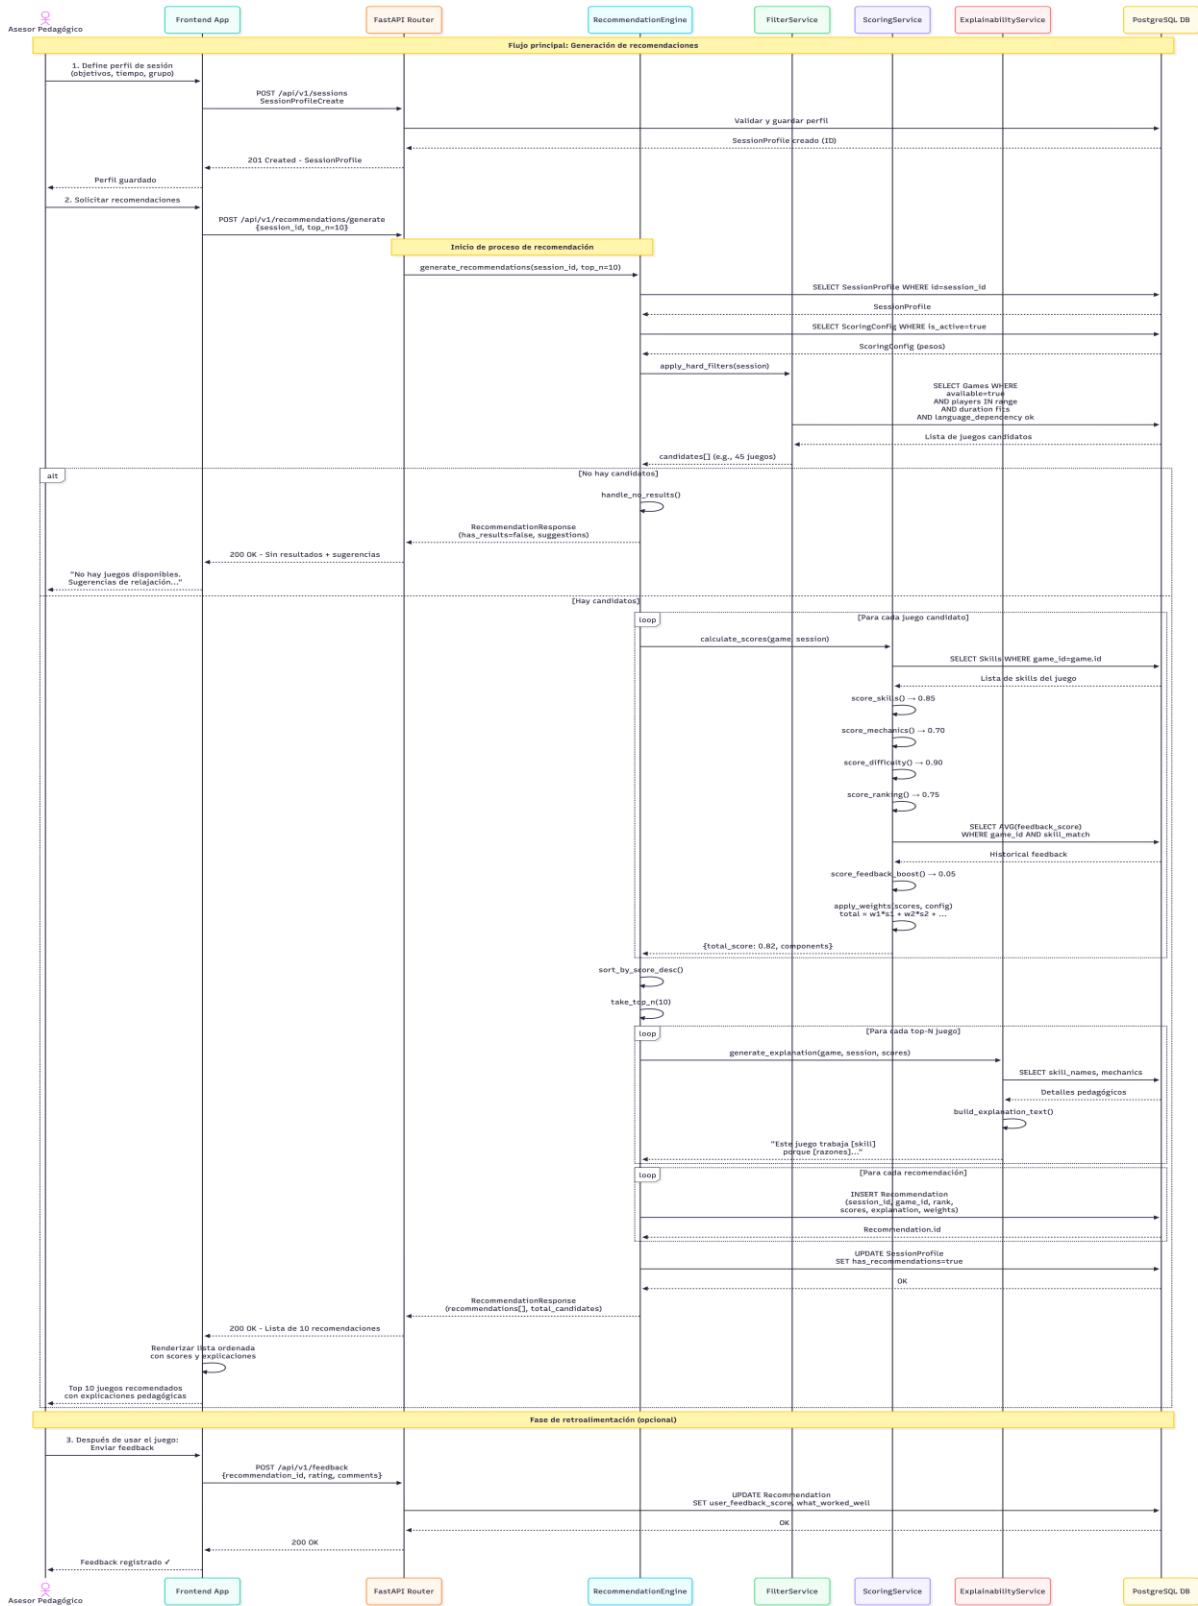 Asesor Pedagógico
Frontend App
FastAPI Router
RecommendationEngine
FilterService
ScoringService
ExplainabilityService
PostgreSQL DB
Flujo principal: Generación de recomendaciones
1. Define perfil de sesión
(objetivos, tiempo, grupo)
POST /api/v1/sessions
SessionProfileCreate
Validar y guardar perfil
SessionProfile creado (ID)
201 Created - SessionProfile
Perfil guardado
2. Solicitar recomendaciones
POST /api/v1/recommendations/generate
{session_id, top_n=10}
Inicio de proceso de recomendación
generate_recommendations(session_id, top_n=10)
SELECT SessionProfile WHERE id=session_id
SessionProfile
SELECT ScoringConfig WHERE is_active=true
ScoringConfig (pesos)
apply_hard_filters(session)
SELECT Games WHERE
available=true
AND players IN range
AND duration fits
AND language_dependency ok
Lista de juegos candidatos
candidates[] (e.g., 45 juegos)
alt
[No hay candidatos]
handle_no_results()
RecommendationResponse
(has_results=false, suggestions)
200 OK - Sin resultados + sugerencias
"No hay juegos disponibles.
Sugerencias de relajación..."
[Hay candidatos]
loop
[Para cada juego candidato]
calculate_scores(game, session)
SELECT Skills WHERE game_id=game.id
Lista de skills del juego
score_skills() → 0.85
score_mechanics() → 0.70
score_difficulty() → 0.90
score_ranking() → 0.75
SELECT AVG(feedback_score)
WHERE game_id AND skill_match
Historical feedback
score_feedback_boost() → 0.05
apply_weights(scores, config)
total = w1*s1 + w2*s2 + ...
{total_score: 0.82, components}
sort_by_score_desc()
take_top_n(10)
loop
[Para cada top-N juego]
generate_explanation(game, session, scores)
SELECT skill_names, mechanics
Detalles pedagógicos
build_explanation_text()
"Este juego trabaja [skill]
porque [razones]..."
loop
[Para cada recomendación]
INSERT Recommendation
(session_id, game_id, rank,
scores, explanation, weights)
Recommendation.id
UPDATE SessionProfile
SET has_recommendations=true
OK
RecommendationResponse
(recommendations[], total_candidates)
200 OK - Lista de 10 recomendaciones
Renderizar lista ordenada
con scores y explicaciones
Top 10 juegos recomendados
con explicaciones pedagógicas
Fase de retroalimentación (opcional)
3. Después de usar el juego:
Enviar feedback
POST /api/v1/feedback
{recommendation_id, rating, comments}
UPDATE Recommendation
SET user_feedback_score, what_worked_well
OK
200 OK
Feedback registrado ✓
Asesor Pedagógico
Frontend App
FastAPI Router
RecommendationEngine
FilterService
ScoringService
ExplainabilityService
PostgreSQL DB